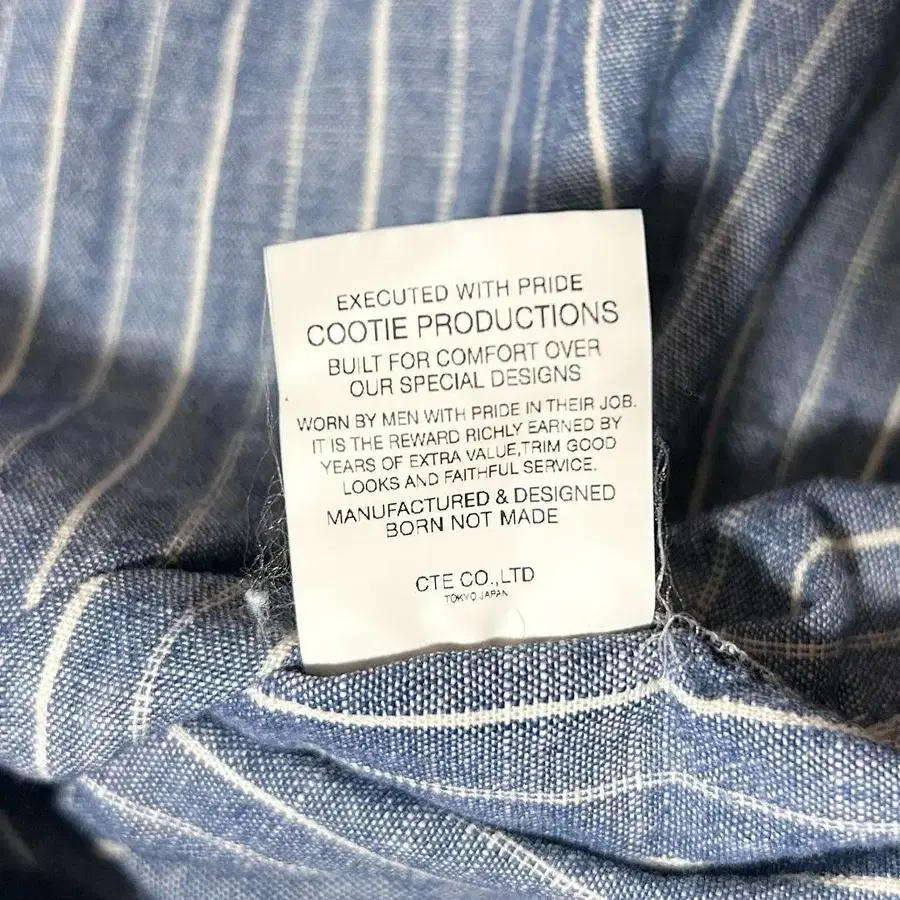 EXECUTED WITH PRIDE
COOTIE PRODUCTIONS
BUILT FOR COMFORT OVER
OUR SPECIAL DESIGNS
WORN BY MEN WITH PRIDE IN THEIR JOB.
IT IS THE REWARD RICHLY EARNED BY
YEARS OF EXTRA VALUE,TRIM GOOD
LOOKS AND FAITHFUL SERVICE.
MANUFACTURED & DESIGNED
BORN NOT MADE
CTE CO.,LTD
TOKYO.JAPAN